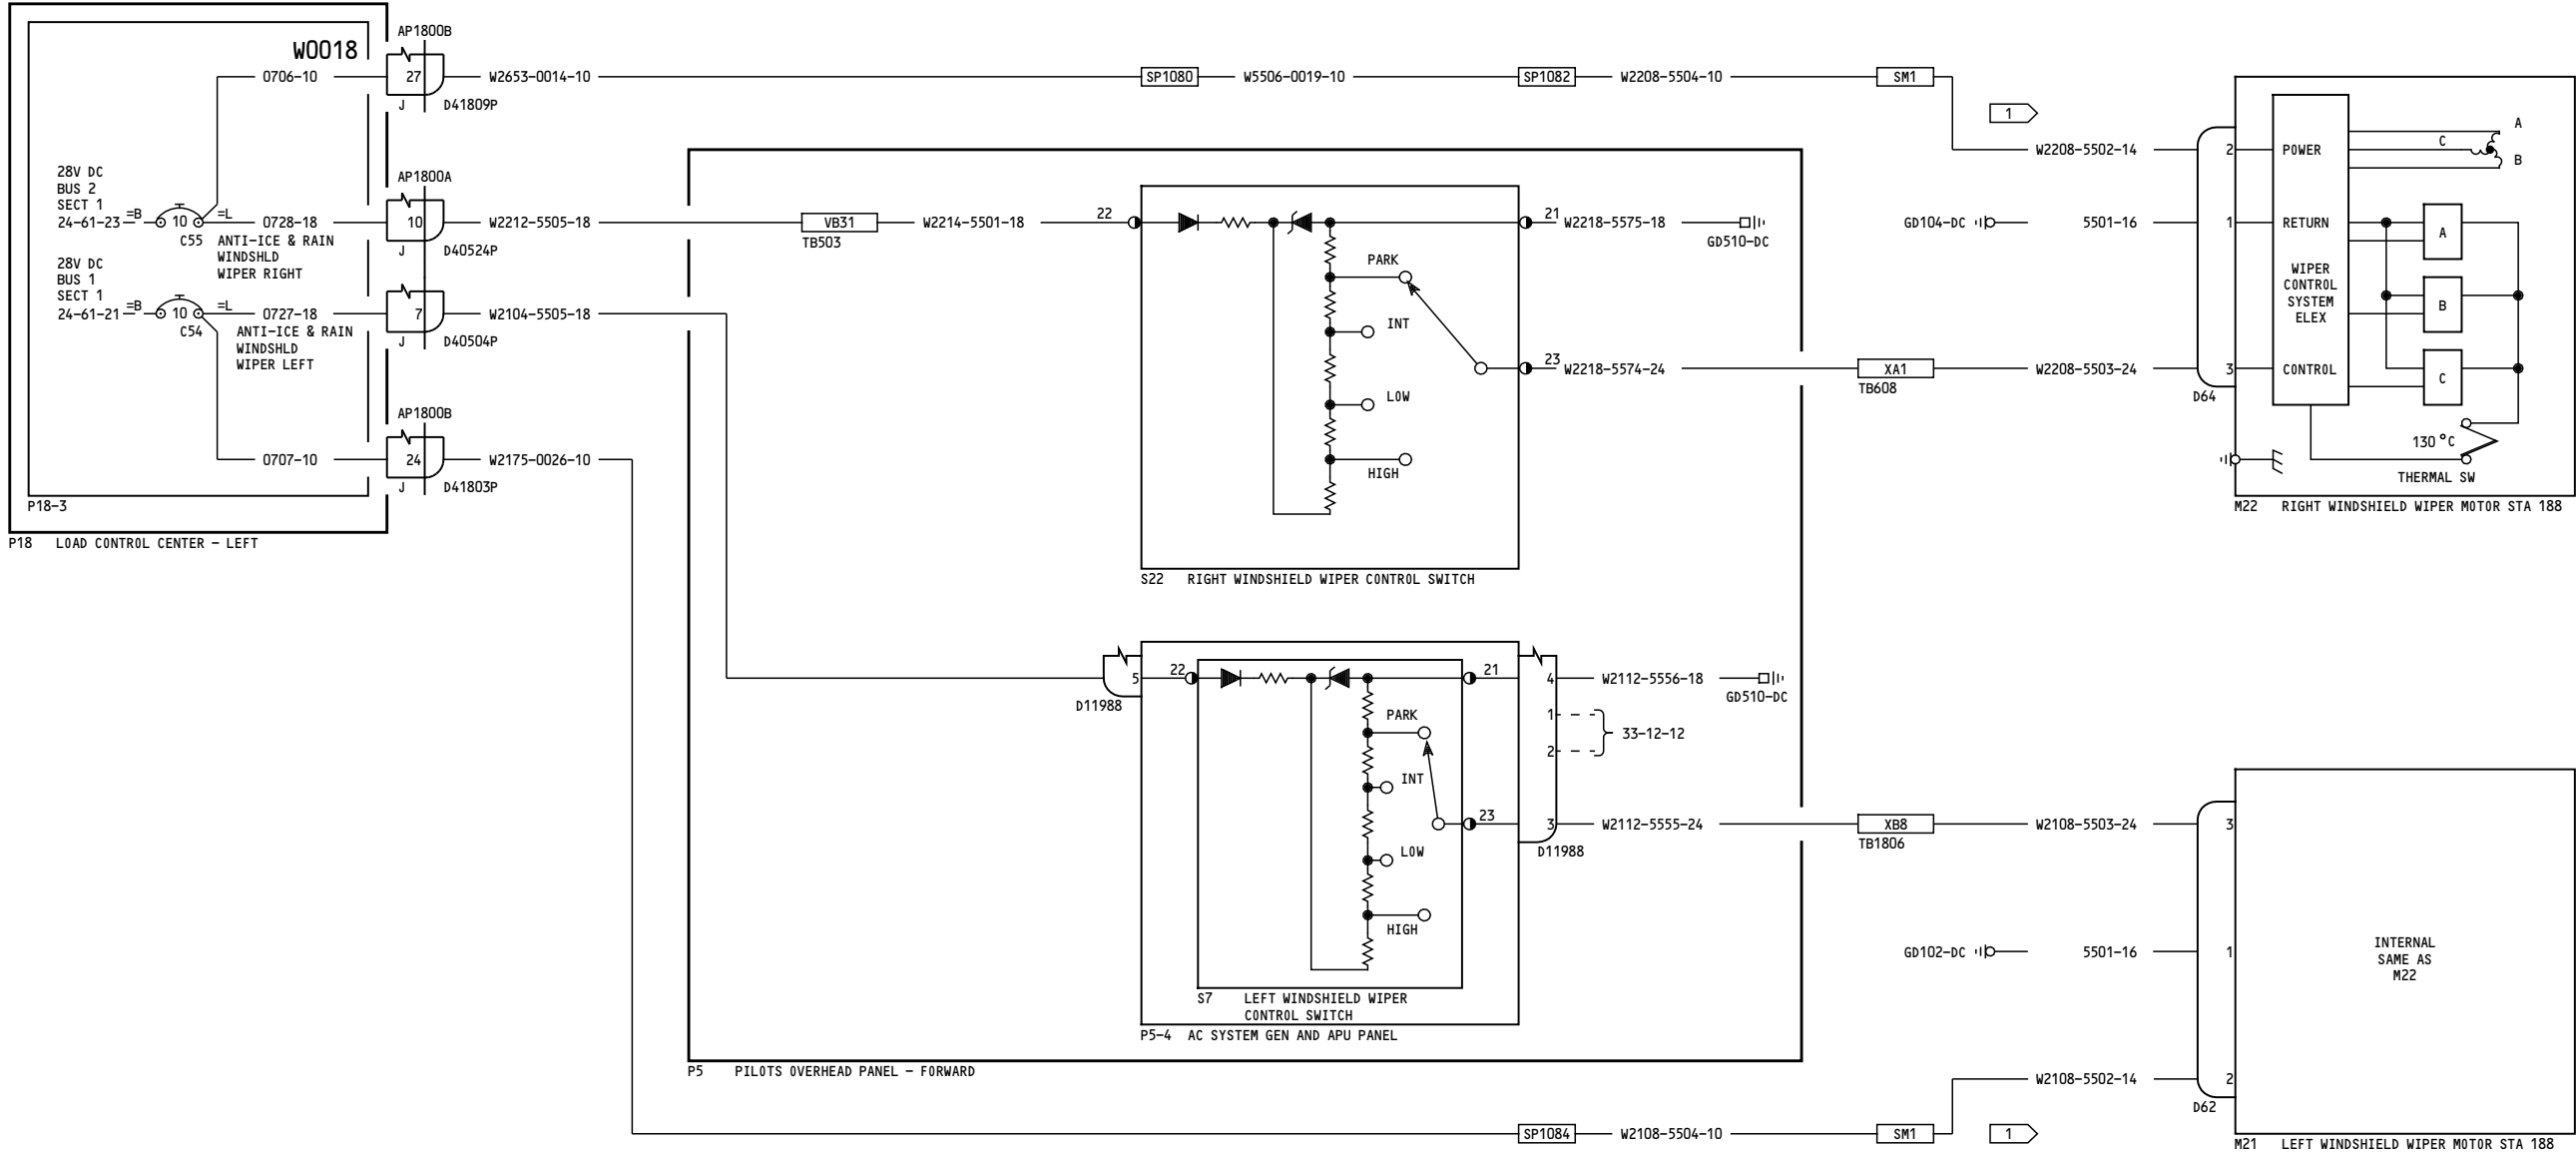 W0018
AP1800B
0706-10
27
W2653-0014-10
SP1080
W5506-0019-10
SP1082
W2208-5504-10
SM1
J
D41809P
1
28V DC
BUS 2
SECT 1
24-61-23
=B
10
=L
C55
0728-18
ANTI-ICE & RAIN
WINDSHLD
WIPER RIGHT
AP1800A
10
W2212-5505-18
J
D40524P
VB31
TB503
W2214-5501-18
22
21
W2218-5575-18
GD510-DC
PARK
INT
LOW
HIGH
23
W2218-5574-24
XA1
TB608
W2208-5503-24
S22 RIGHT WINDSHIELD WIPER CONTROL SWITCH
28V DC
BUS 1
SECT 1
24-61-21
=B
10
=L
C54
0727-18
ANTI-ICE & RAIN
WINDSHLD
WIPER LEFT
7
W2104-5505-18
J
D40504P
AP1800B
0707-10
24
W2175-0026-10
J
D41803P
P18-3
P18 LOAD CONTROL CENTER - LEFT
W2208-5502-14
2
POWER
A
C
B
GD104-DC
5501-16
1
RETURN
A
WIPER
CONTROL
SYSTEM
ELEX
B
3
CONTROL
C
D64
130°C
THERMAL SW
M22 RIGHT WINDSHIELD WIPER MOTOR STA 188
5
D11988
22
21
4
W2112-5556-18
GD510-DC
PARK
1
2
33-12-12
INT
23
3
W2112-5555-24
XB8
TB1806
W2108-5503-24
3
LOW
D11988
HIGH
S7 LEFT WINDSHIELD WIPER
CONTROL SWITCH
P5-4 AC SYSTEM GEN AND APU PANEL
P5 PILOTS OVERHEAD PANEL - FORWARD
GD102-DC
5501-16
1
INTERNAL
SAME AS
M22
W2108-5502-14
2
D62
SP1084
W2108-5504-10
SM1
1
M21 LEFT WINDSHIELD WIPER MOTOR STA 188